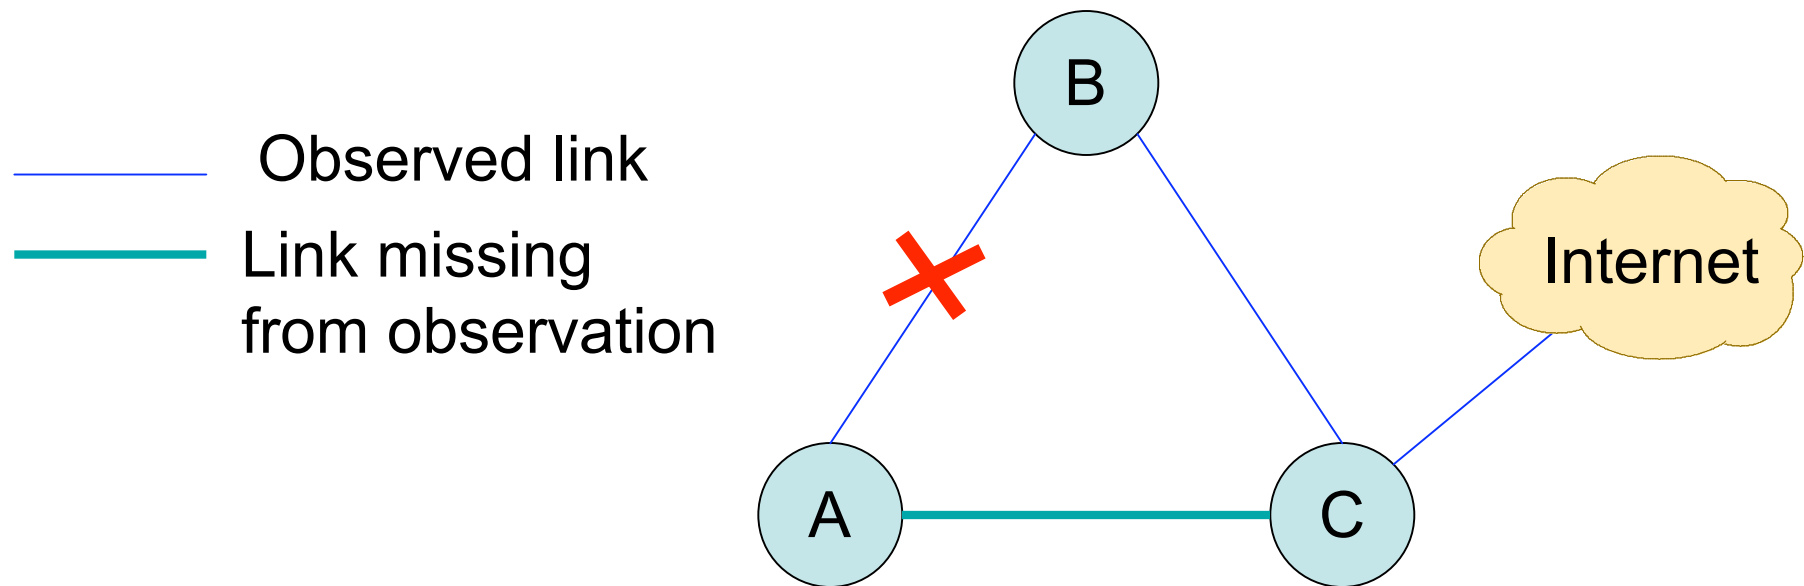 B
Observed link
Link missing
from observation
Internet
A
C